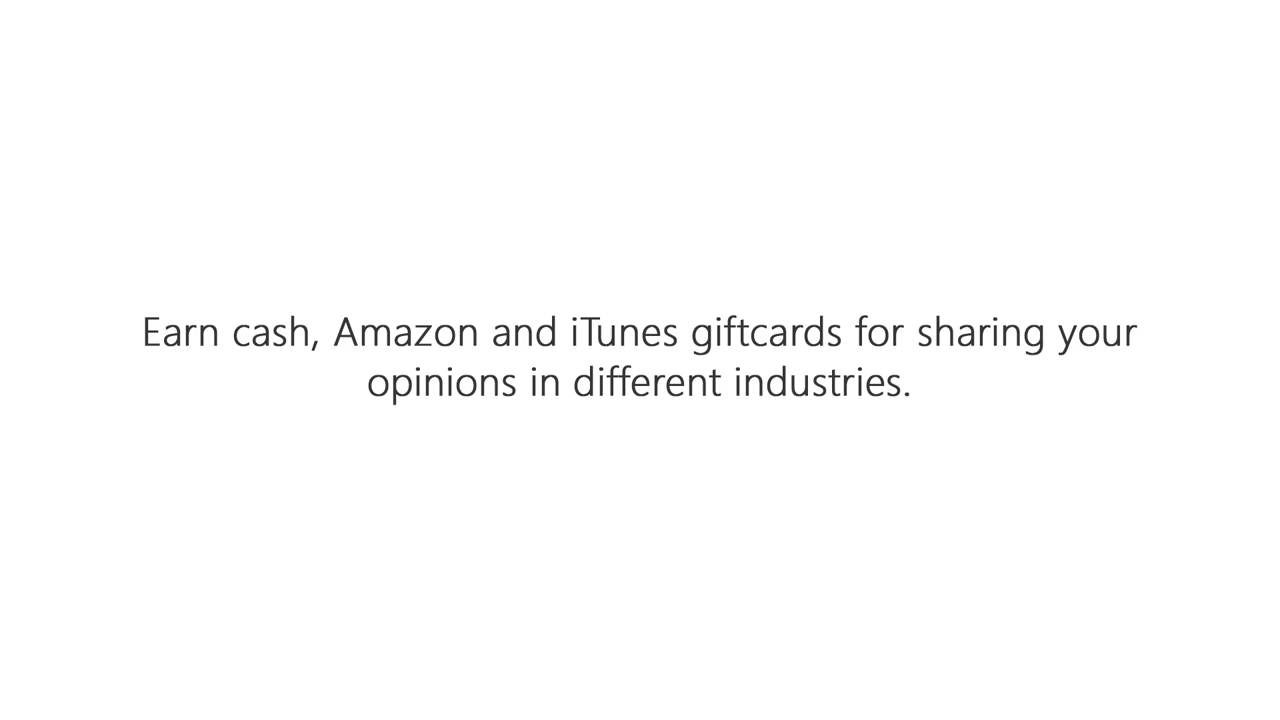 Earn cash, Amazon and iTunes giftcards for sharing your
opinions in different industries.